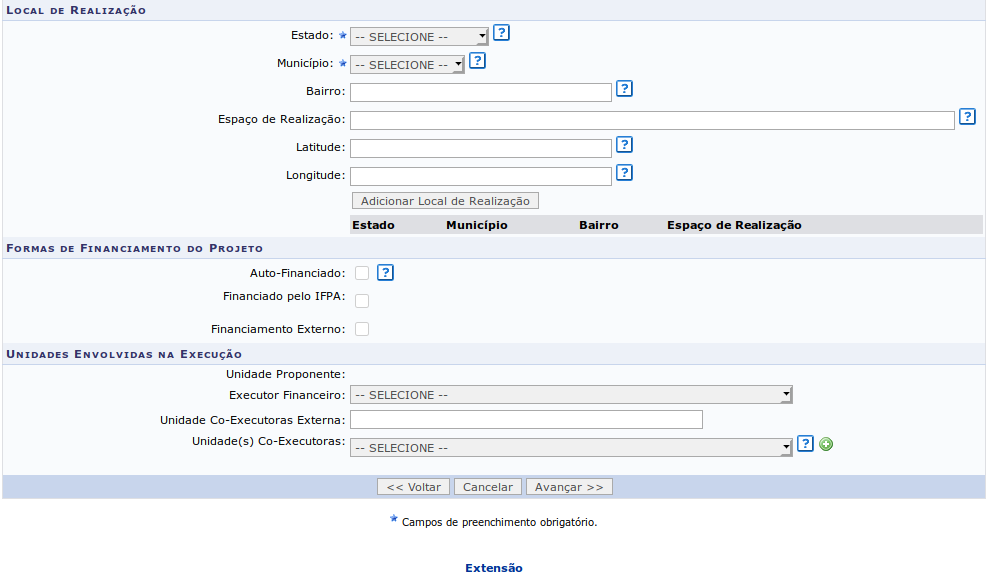 Local de Realização
Estado: -- SELECIONE -- ?
Município: -- SELECIONE -- ?
Bairro: ?
Espaço de Realização: ?
Latitude: ?
Longitude: ?
Adicionar Local de Realização
Estado Município Bairro Espaço de Realização
Formas de Financiamento do Projeto
Auto-Financiado: ?
Financiado pelo IFPA:
Financiamento Externo:
Unidades Envolvidas na Execução
Unidade Proponente:
Executor Financeiro: -- SELECIONE --
Unidade Co-Executoras Externa:
Unidade(s) Co-Executoras: -- SELECIONE -- ?
<< Voltar Cancelar Avançar >>
Campos de preenchimento obrigatório.
Extensão